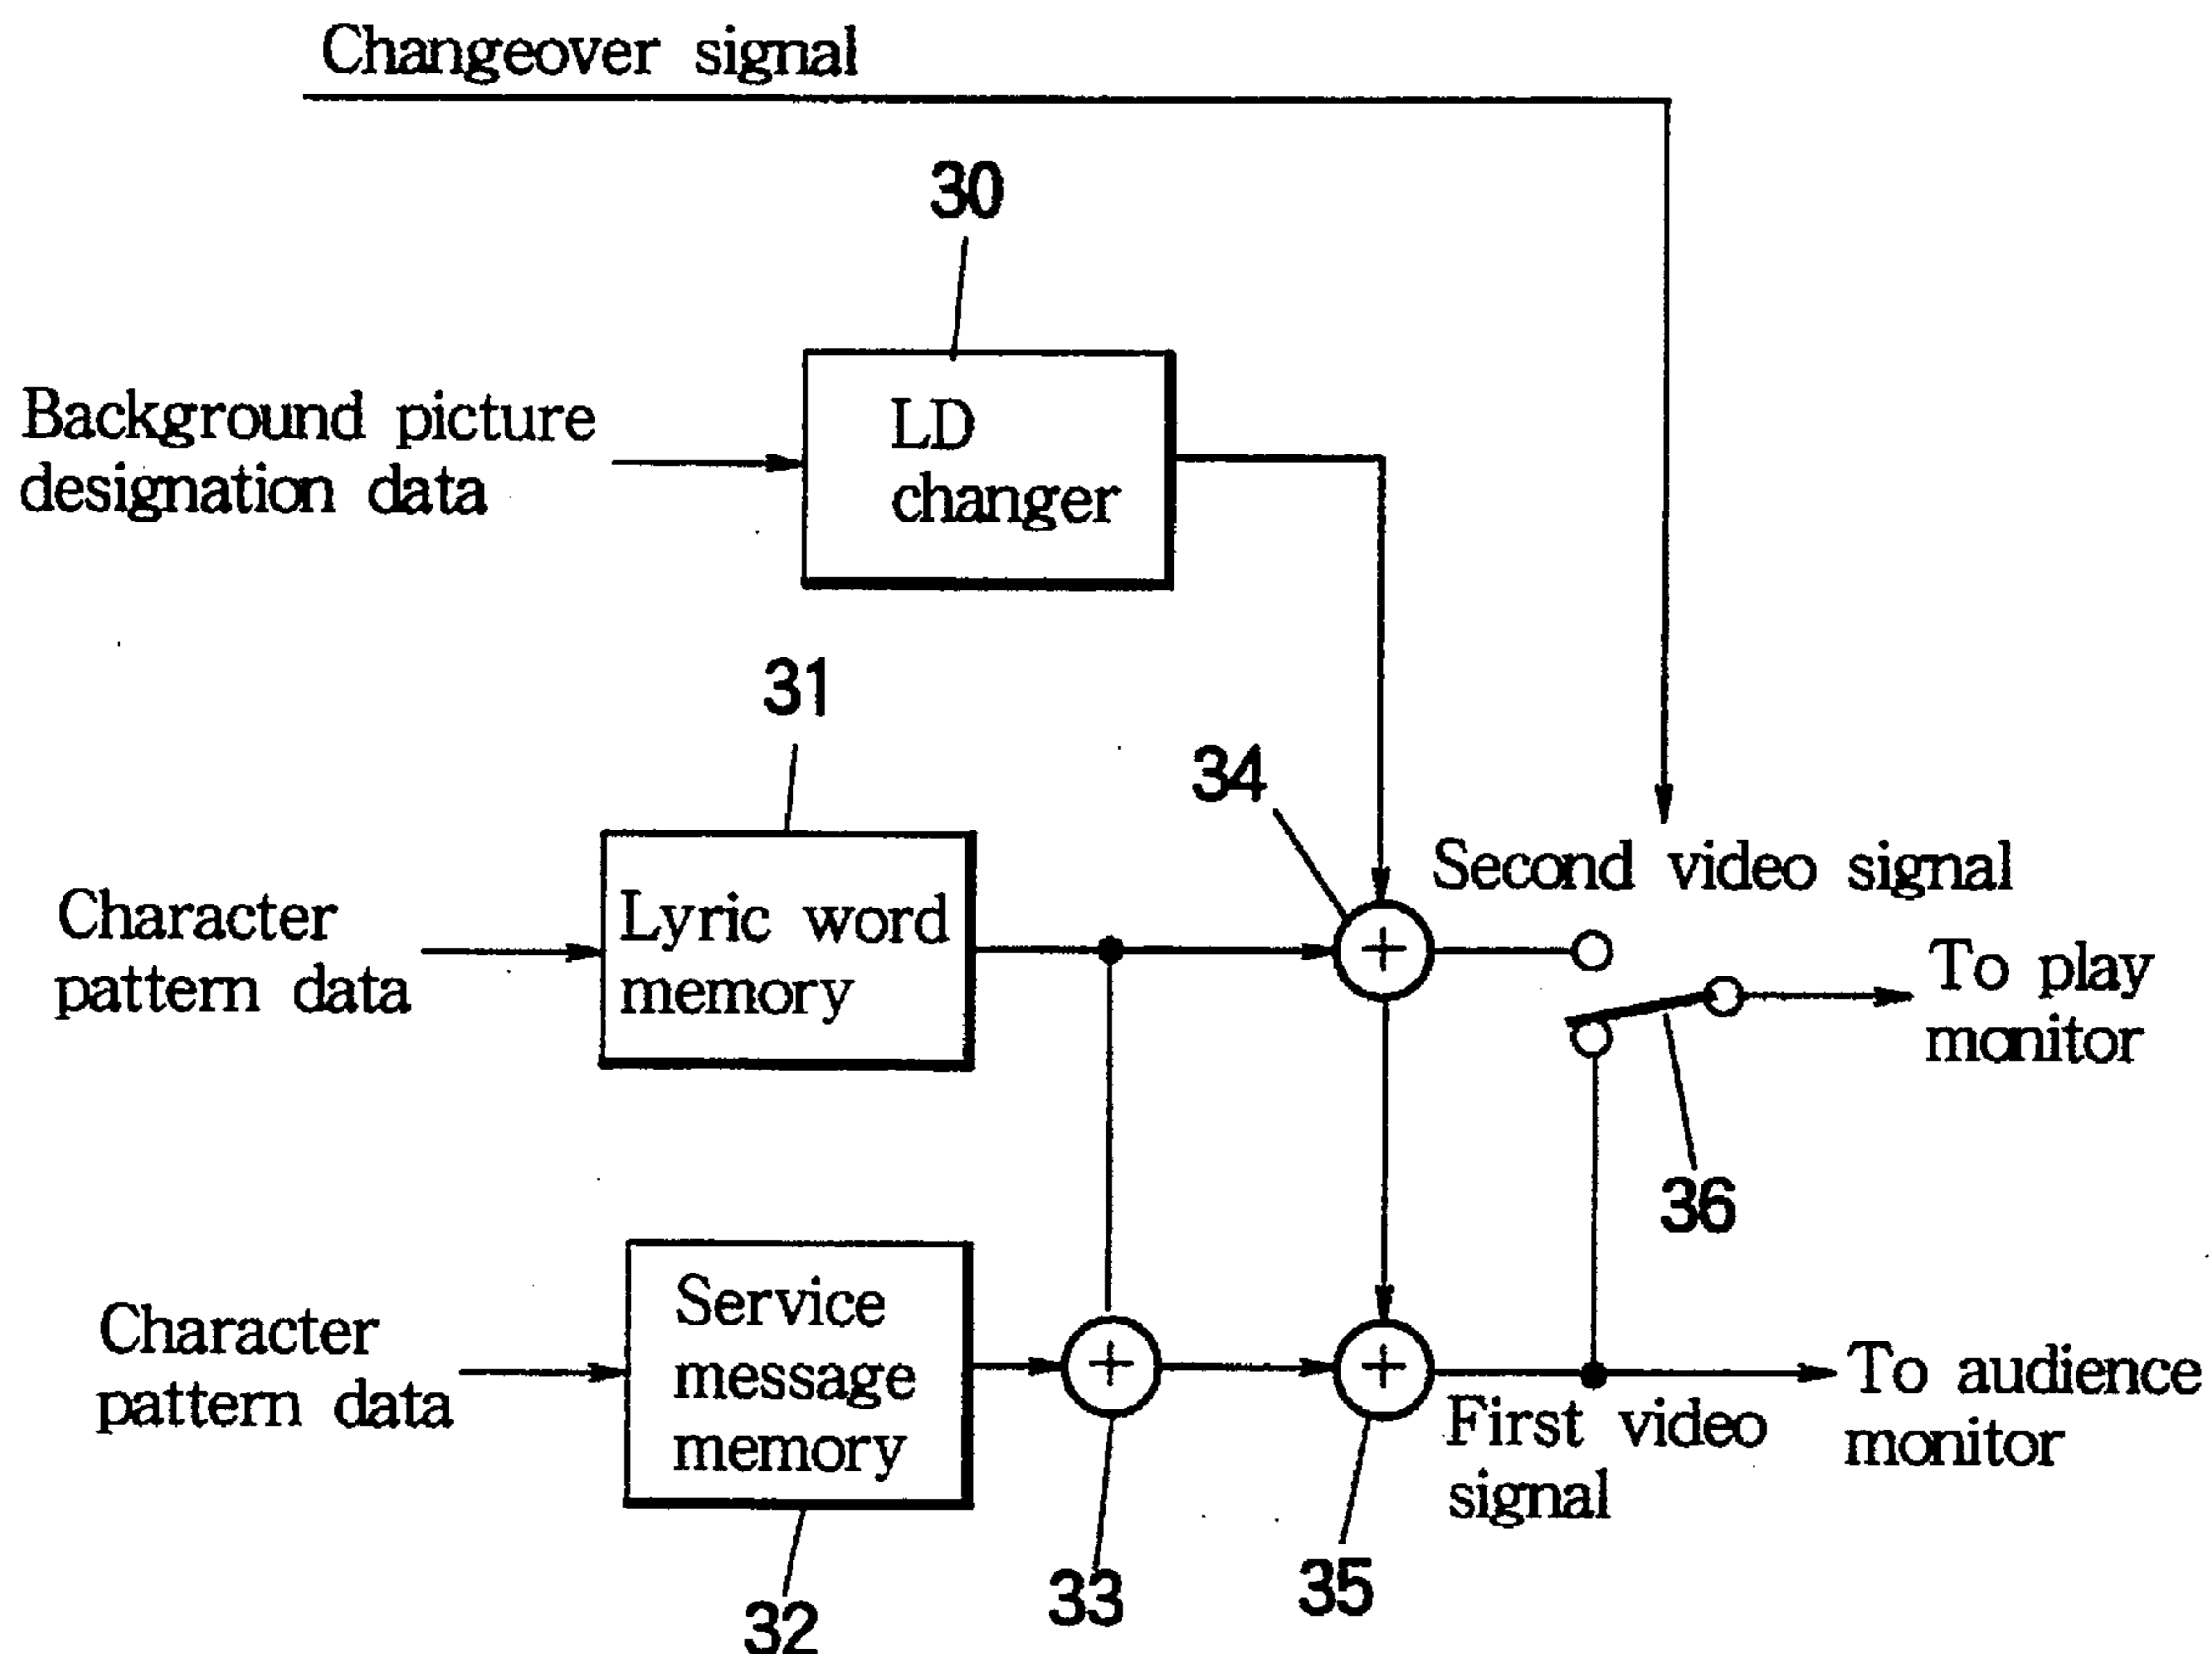 Changeover signal
30
Background picture
designation data
LD
changer
31
34
Second video signal
Character
pattern data
Lyric word
memory
+
To play
monitor
36
Character
pattern data
Service
message
memory
+
+
First video
signal
To audience
monitor
32
33
35